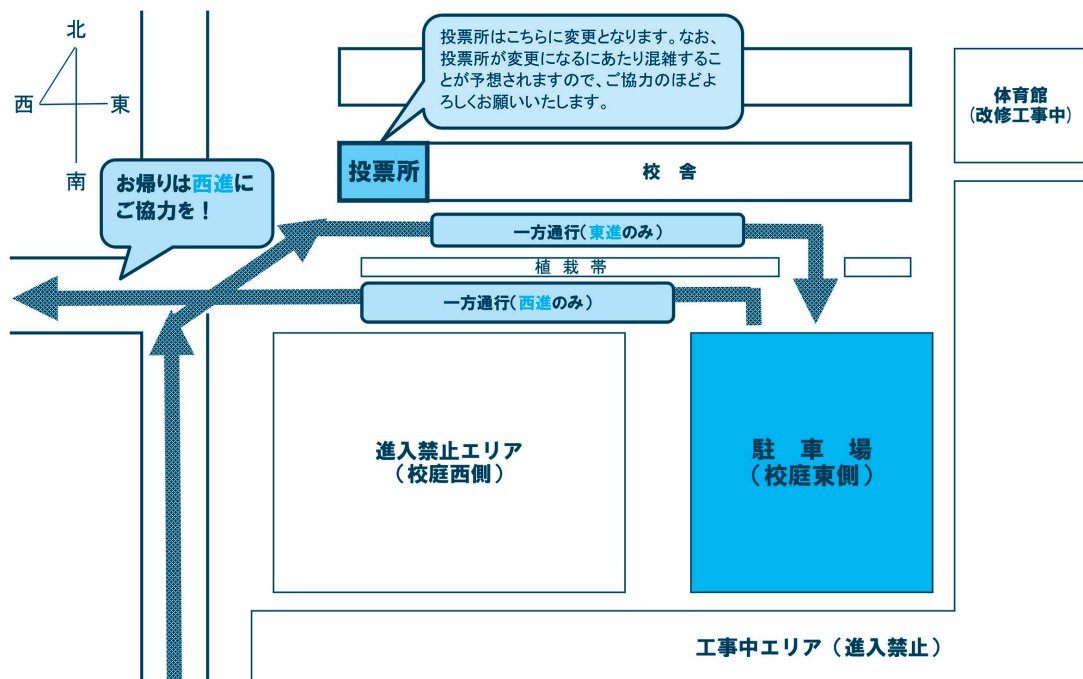 北
西
東
南
投票所はこちらに変更となります。なお、
投票所が変更になるにあたり混雑するこ
とが予想されますので、ご協力のほどよ
ろしくお願いいたします。
体育館
(改修工事中)
投票所
校 舎
お帰りは西進に
ご協力を!
一方通行(東進のみ)
植 栽 帯
一方通行(西進のみ)
進入禁止エリア
(校庭西側)
駐 車 場
(校庭東側)
工事中エリア(進入禁止)